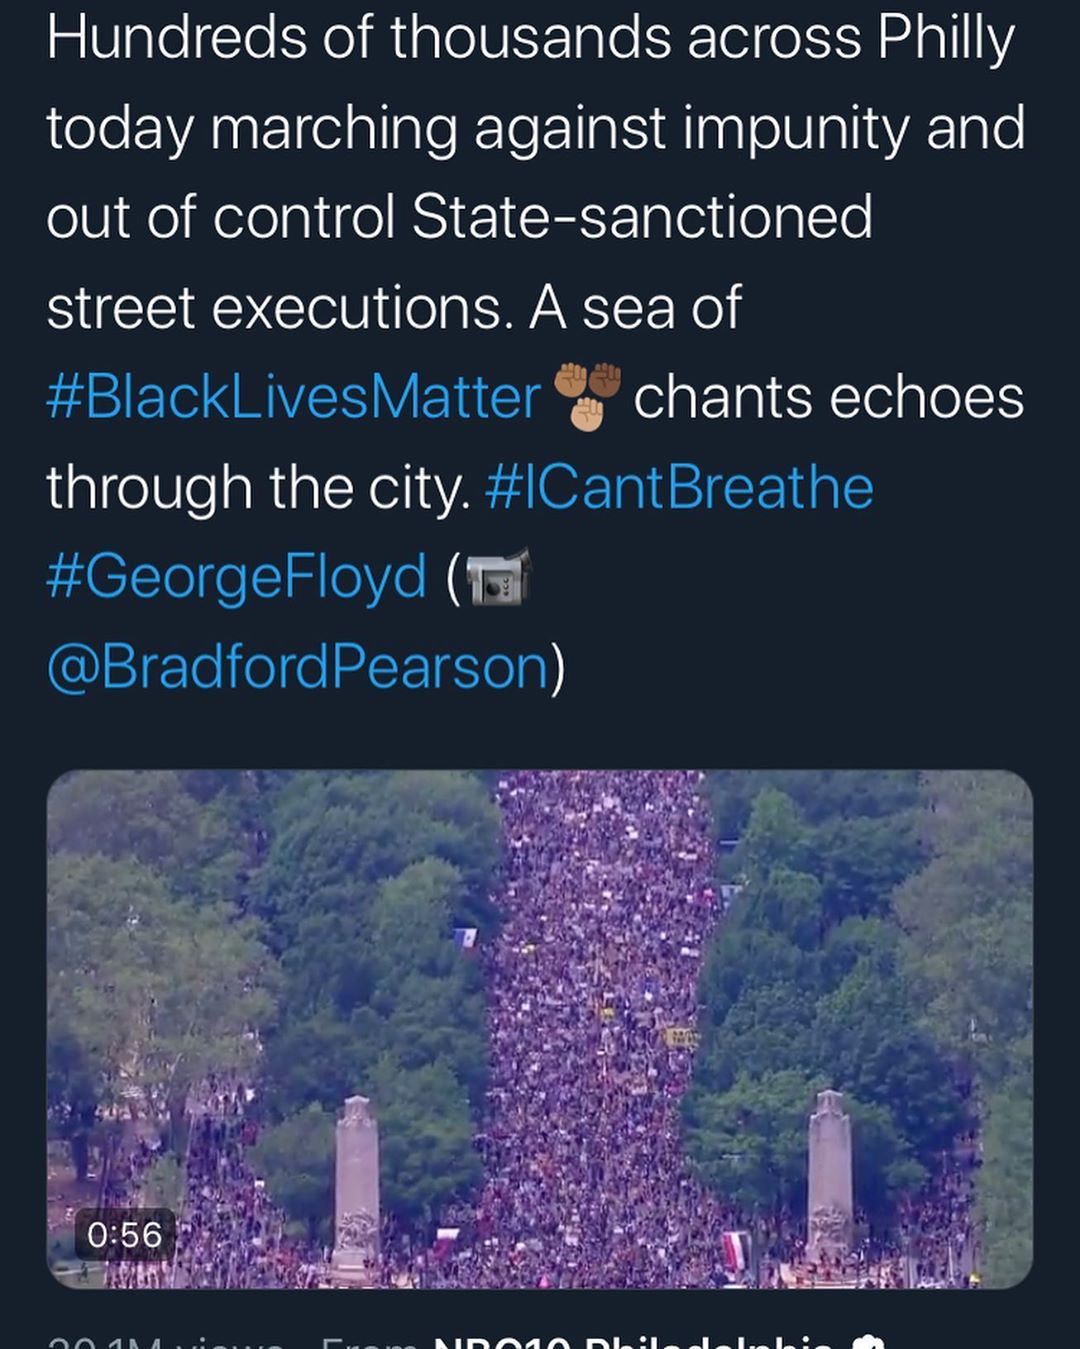 Hundreds of thousands across Philly
today marching against impunity and
out of control State-sanctioned
street executions. A sea of
#BlackLivesMatter ✊🏽✊🏾✊🏼 chants echoes
through the city. #ICantBreathe
#GeorgeFloyd (📹
@BradfordPearson)
0:56
views From NBC10 Philadelphia